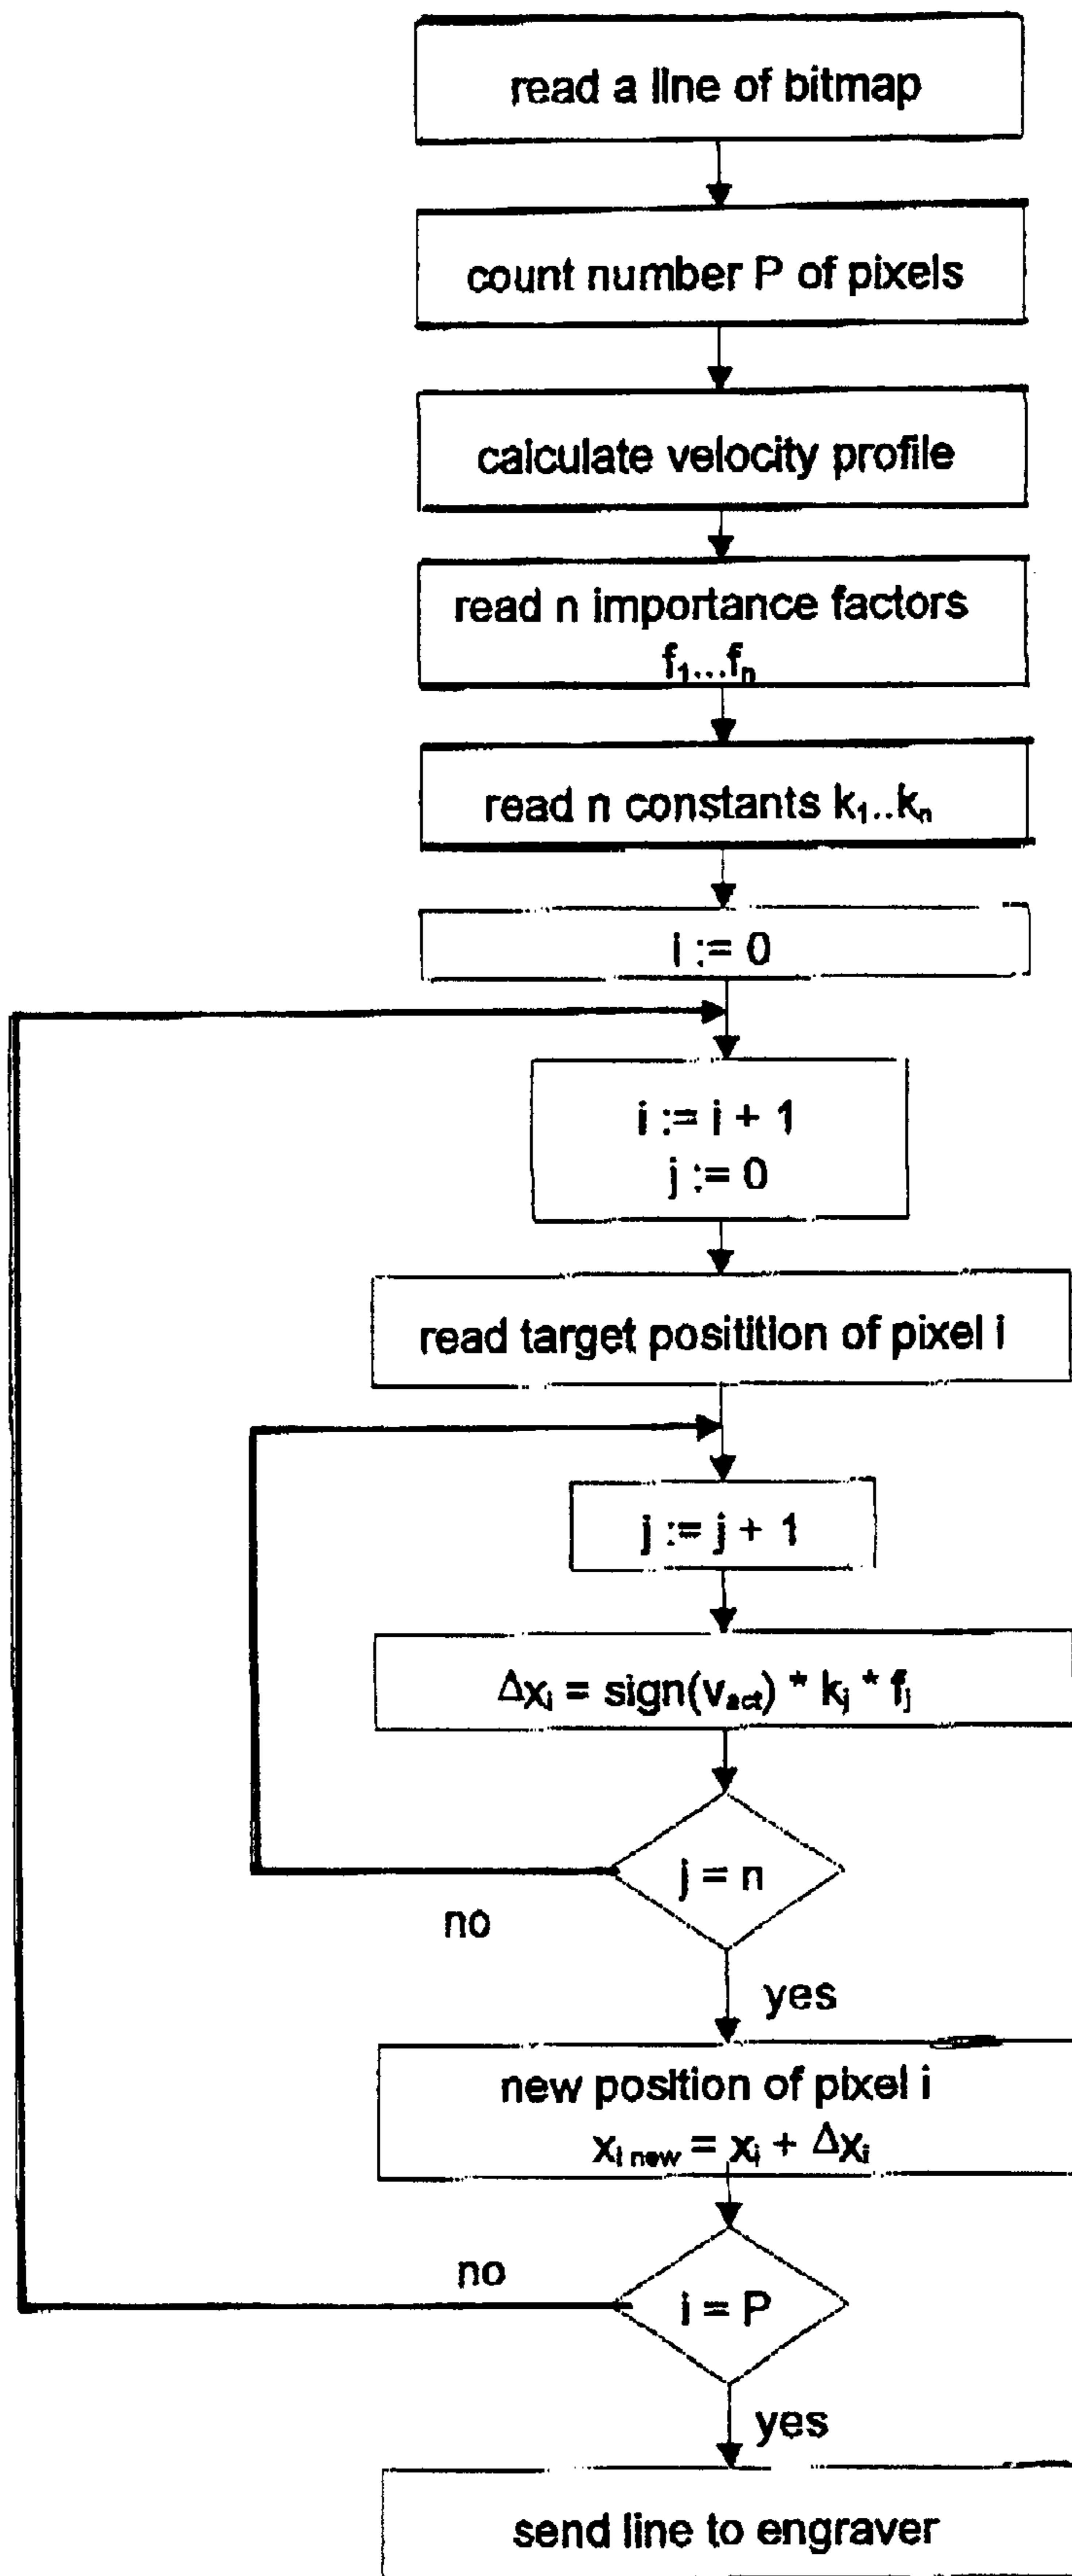 read a line of bitmap
count number P of pixels
calculate velocity profile
read n importance factors
f₁...fₙ
read n constants k₁..kₙ
i := 0
i := i + 1
j := 0
read target positition of pixel i
j := j + 1
Δxᵢ = sign(v_act) * kⱼ * fⱼ
j = n
no
yes
new position of pixel i
x_i new = xᵢ + Δxᵢ
no
i = P
yes
send line to engraver